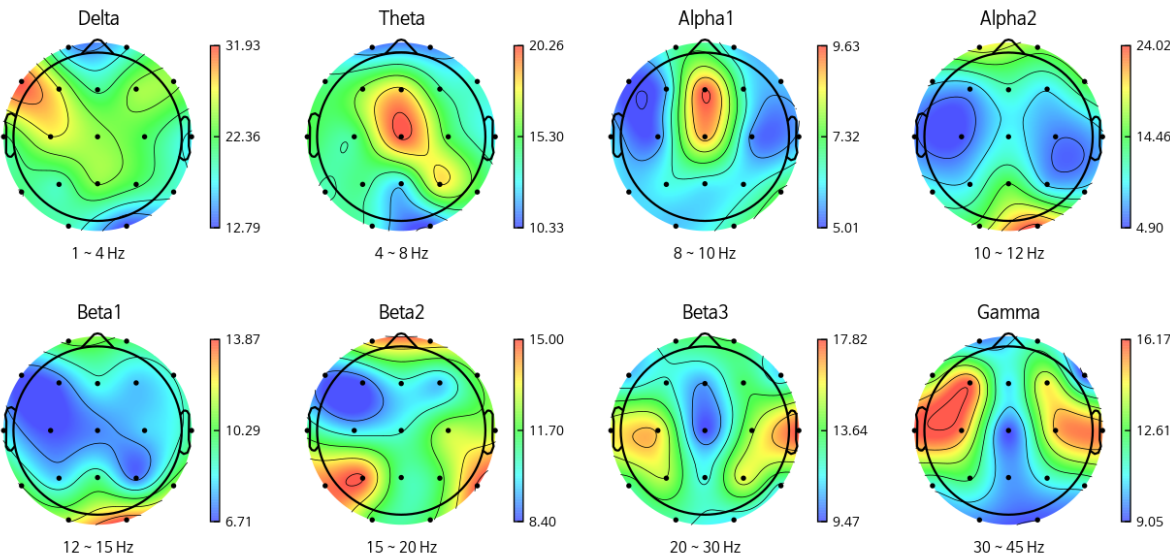 Delta Theta Alpha1 Alpha2
31.93 20.26 9.63 24.02
22.36 15.30 7.32 14.46
12.79 10.33 5.01 4.90
1 ~ 4 Hz 4 ~ 8 Hz 8 ~ 10 Hz 10 ~ 12 Hz
Beta1 Beta2 Beta3 Gamma
13.87 15.00 17.82 16.17
10.29 11.70 13.64 12.61
6.71 8.40 9.47 9.05
12 ~ 15 Hz 15 ~ 20 Hz 20 ~ 30 Hz 30 ~ 45 Hz